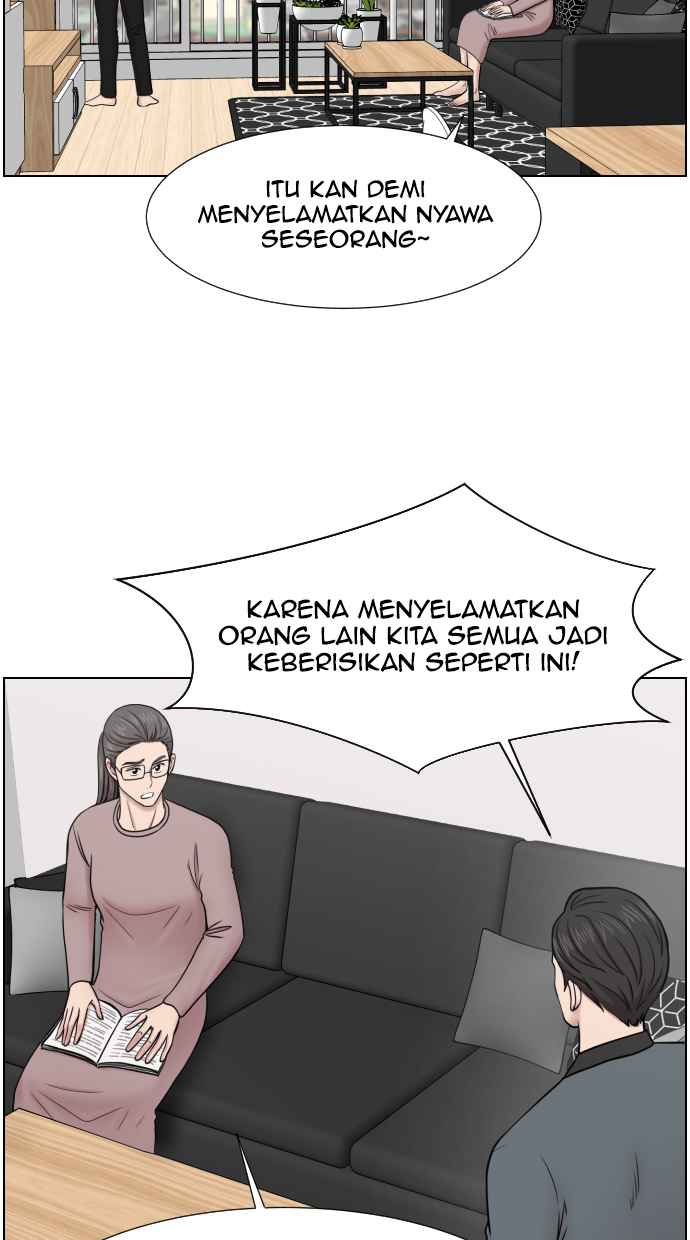 ITU KAN DEMI
MENYELAMATKAN NYAWA
SESEORANG~
KARENA MENYELAMATKAN
ORANG LAIN KITA SEMUA JADI
KEBERISIKAN SEPERTI INI!